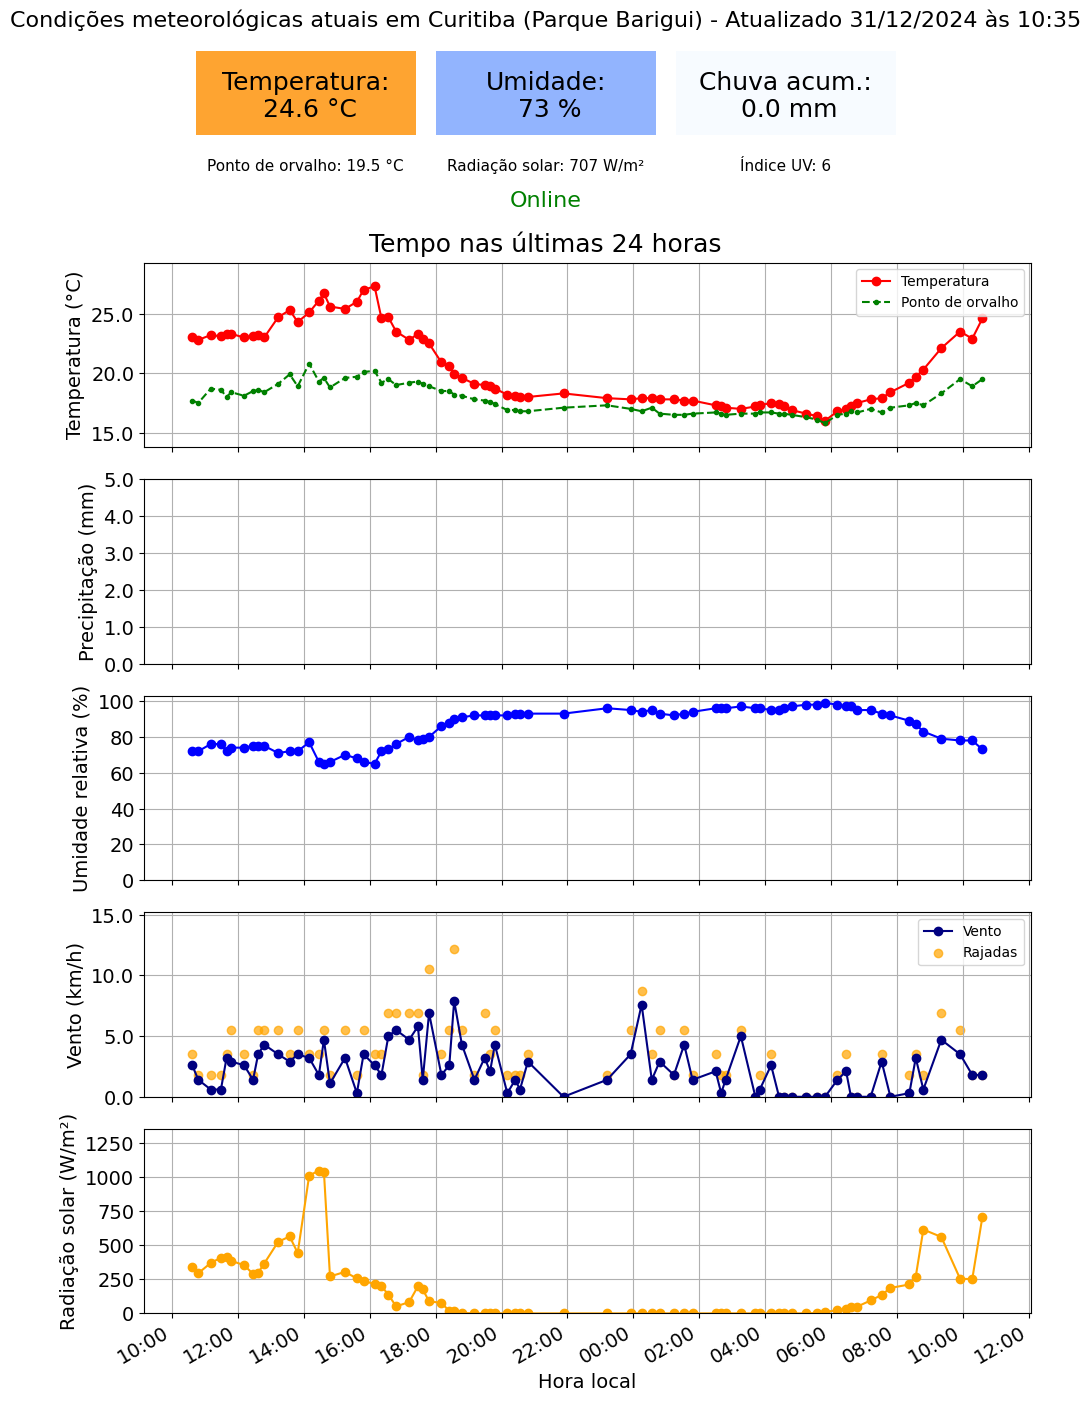 Condições meteorológicas atuais em Curitiba (Parque Barigui) - Atualizado 31/12/2024 às 10:35
Temperatura:
24.6 °C
Umidade:
73 %
Chuva acum.:
0.0 mm
Ponto de orvalho: 19.5 °C
Radiação solar: 707 W/m²
Índice UV: 6
Online
Tempo nas últimas 24 horas
Temperatura (°C)
25.0
20.0
15.0
Temperatura
Ponto de orvalho
Precipitação (mm)
5.0
4.0
3.0
2.0
1.0
0.0
Umidade relativa (%)
100
80
60
40
20
0
Vento (km/h)
15.0
10.0
5.0
0.0
Vento
Rajadas
Radiação solar (W/m²)
1250
1000
750
500
250
0
10:00 12:00 14:00 16:00 18:00 20:00 22:00 00:00 02:00 04:00 06:00 08:00 10:00 12:00
Hora local